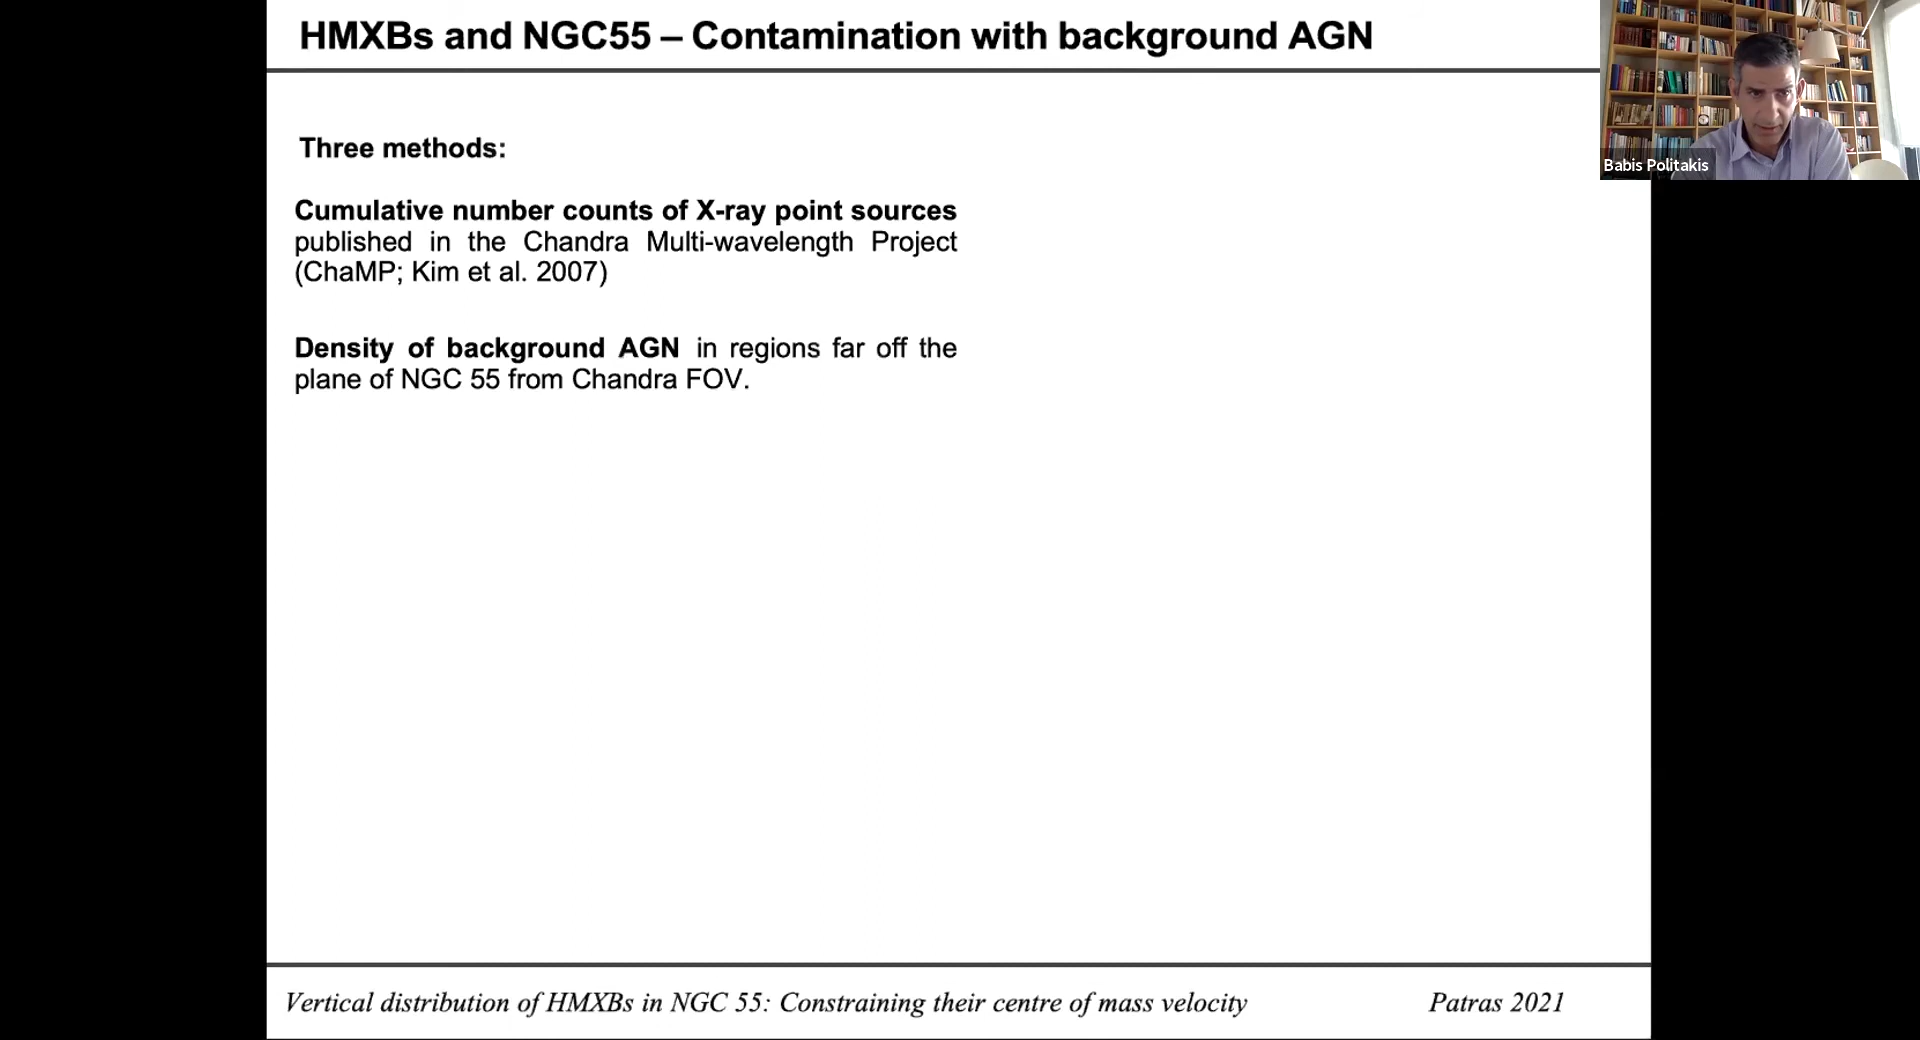 HMXBs and NGC55 – Contamination with background AGN
Babis Politakis
Three methods:
Cumulative number counts of X-ray point sources
published in the Chandra Multi-wavelength Project
(ChaMP; Kim et al. 2007)
Density of background AGN in regions far off the
plane of NGC 55 from Chandra FOV.
Vertical distribution of HMXBs in NGC 55: Constraining their centre of mass velocity
Patras 2021